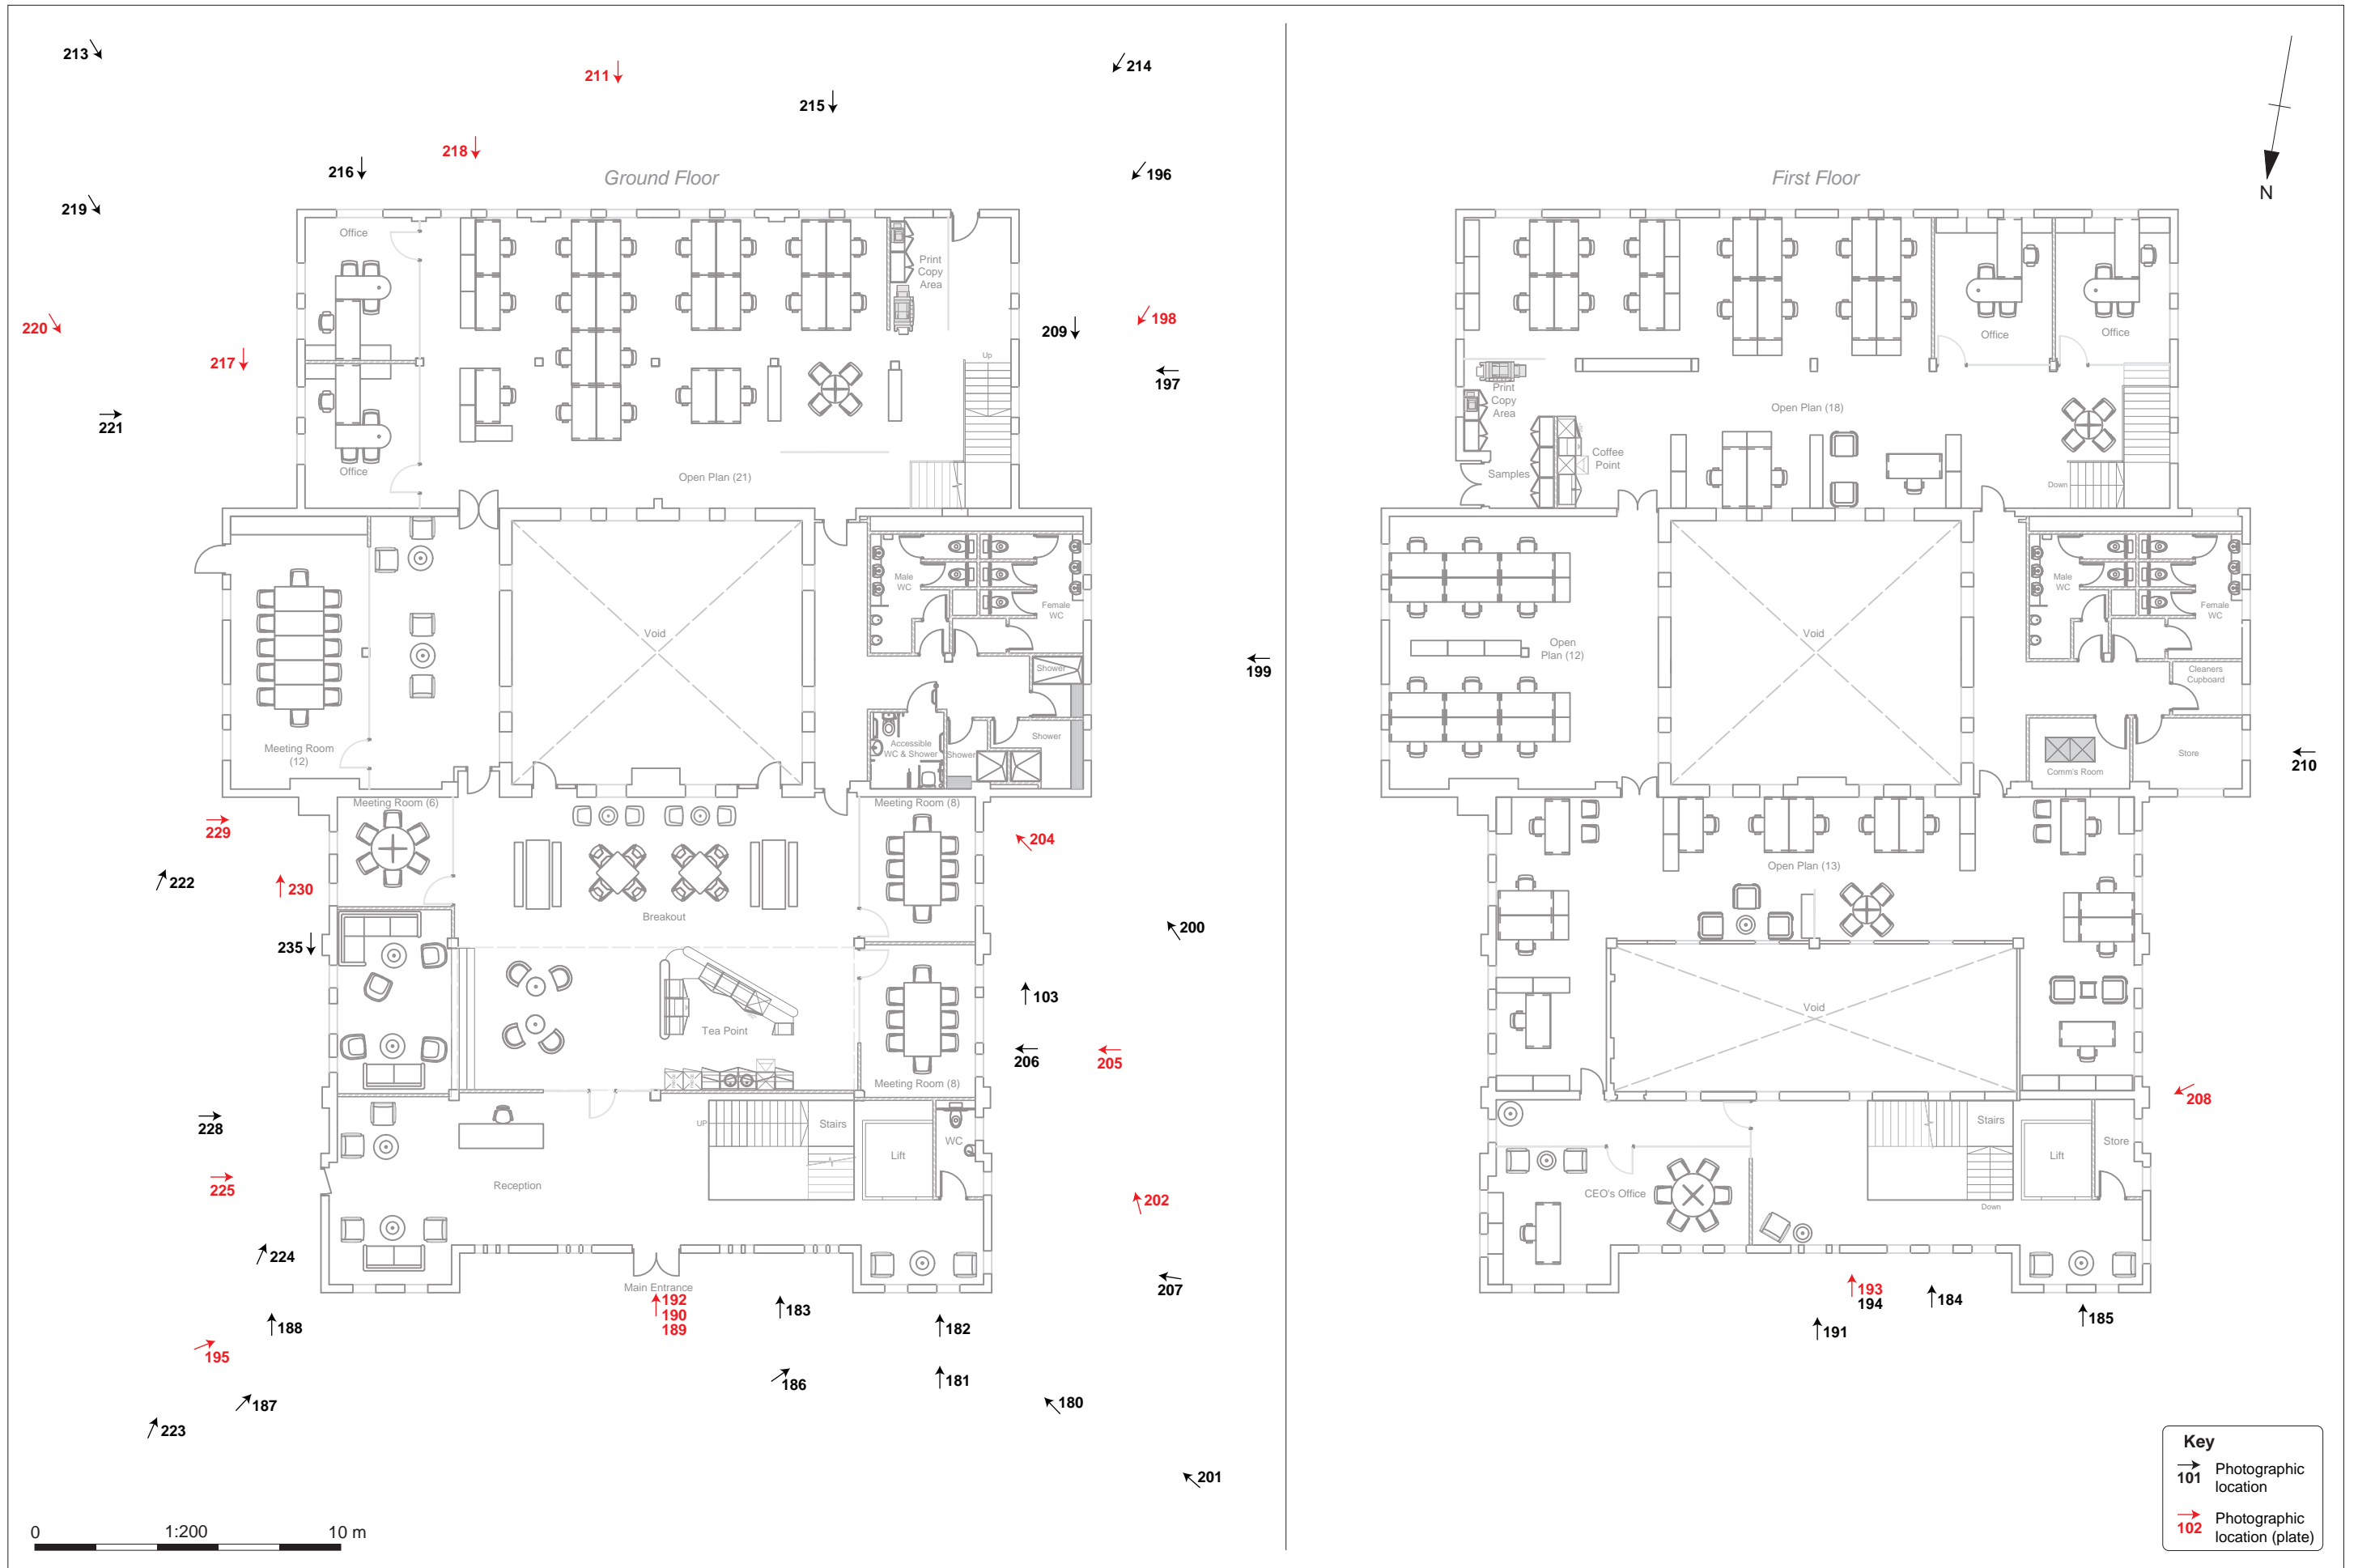 213
211
215
214
218
216
Ground Floor
196
219
Office
Print
Copy
Area
220
217
209
198
Up
197
221
Office
Open Plan (21)
Male
WC
Female
WC
Void
Shower
199
Meeting Room
(12)
Accessible
WC & Shower
Shower
Shower
Meeting Room (6)
Meeting Room (8)
229
204
222
230
Breakout
235
200
103
Tea Point
206
205
Meeting Room (8)
228
UP
Stairs
WC
Lift
225
Reception
202
224
Main Entrance
192
190
189
183
207
188
182
195
186
181
187
180
223
201
0
1:200
10 m
First Floor
N
Office
Office
Print
Copy
Area
Open Plan (18)
Samples
Coffee
Point
Down
Male
WC
Female
WC
Open
Plan (12)
Void
Cleaners
Cupboard
Comm's Room
Store
210
Open Plan (13)
Void
208
Stairs
Lift
Store
CEO's Office
Down
193
194
184
191
185
Key
101
Photographic
location
102
Photographic
location (plate)